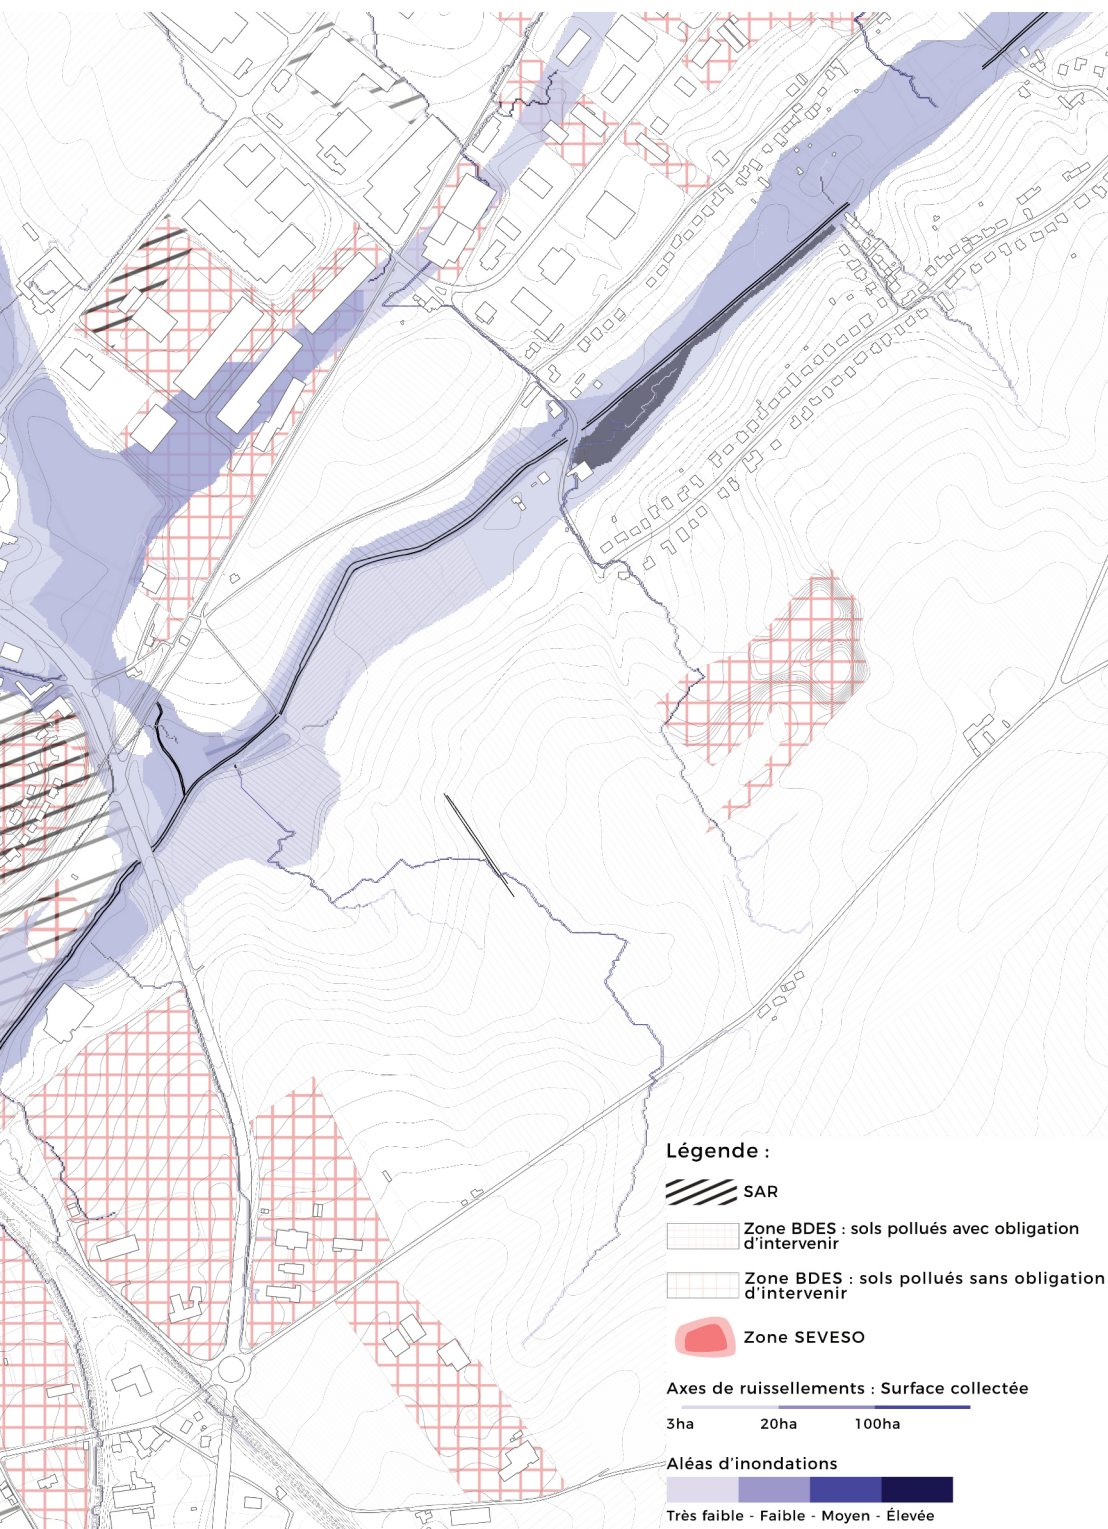 Légende :
SAR
Zone BDES : sols pollués avec obligation
d'intervenir
Zone BDES : sols pollués sans obligation
d'intervenir
Zone SEVESO
Axes de ruissellements : Surface collectée
3ha 20ha 100ha
Aléas d'inondations
Très faible - Faible - Moyen - Élevée